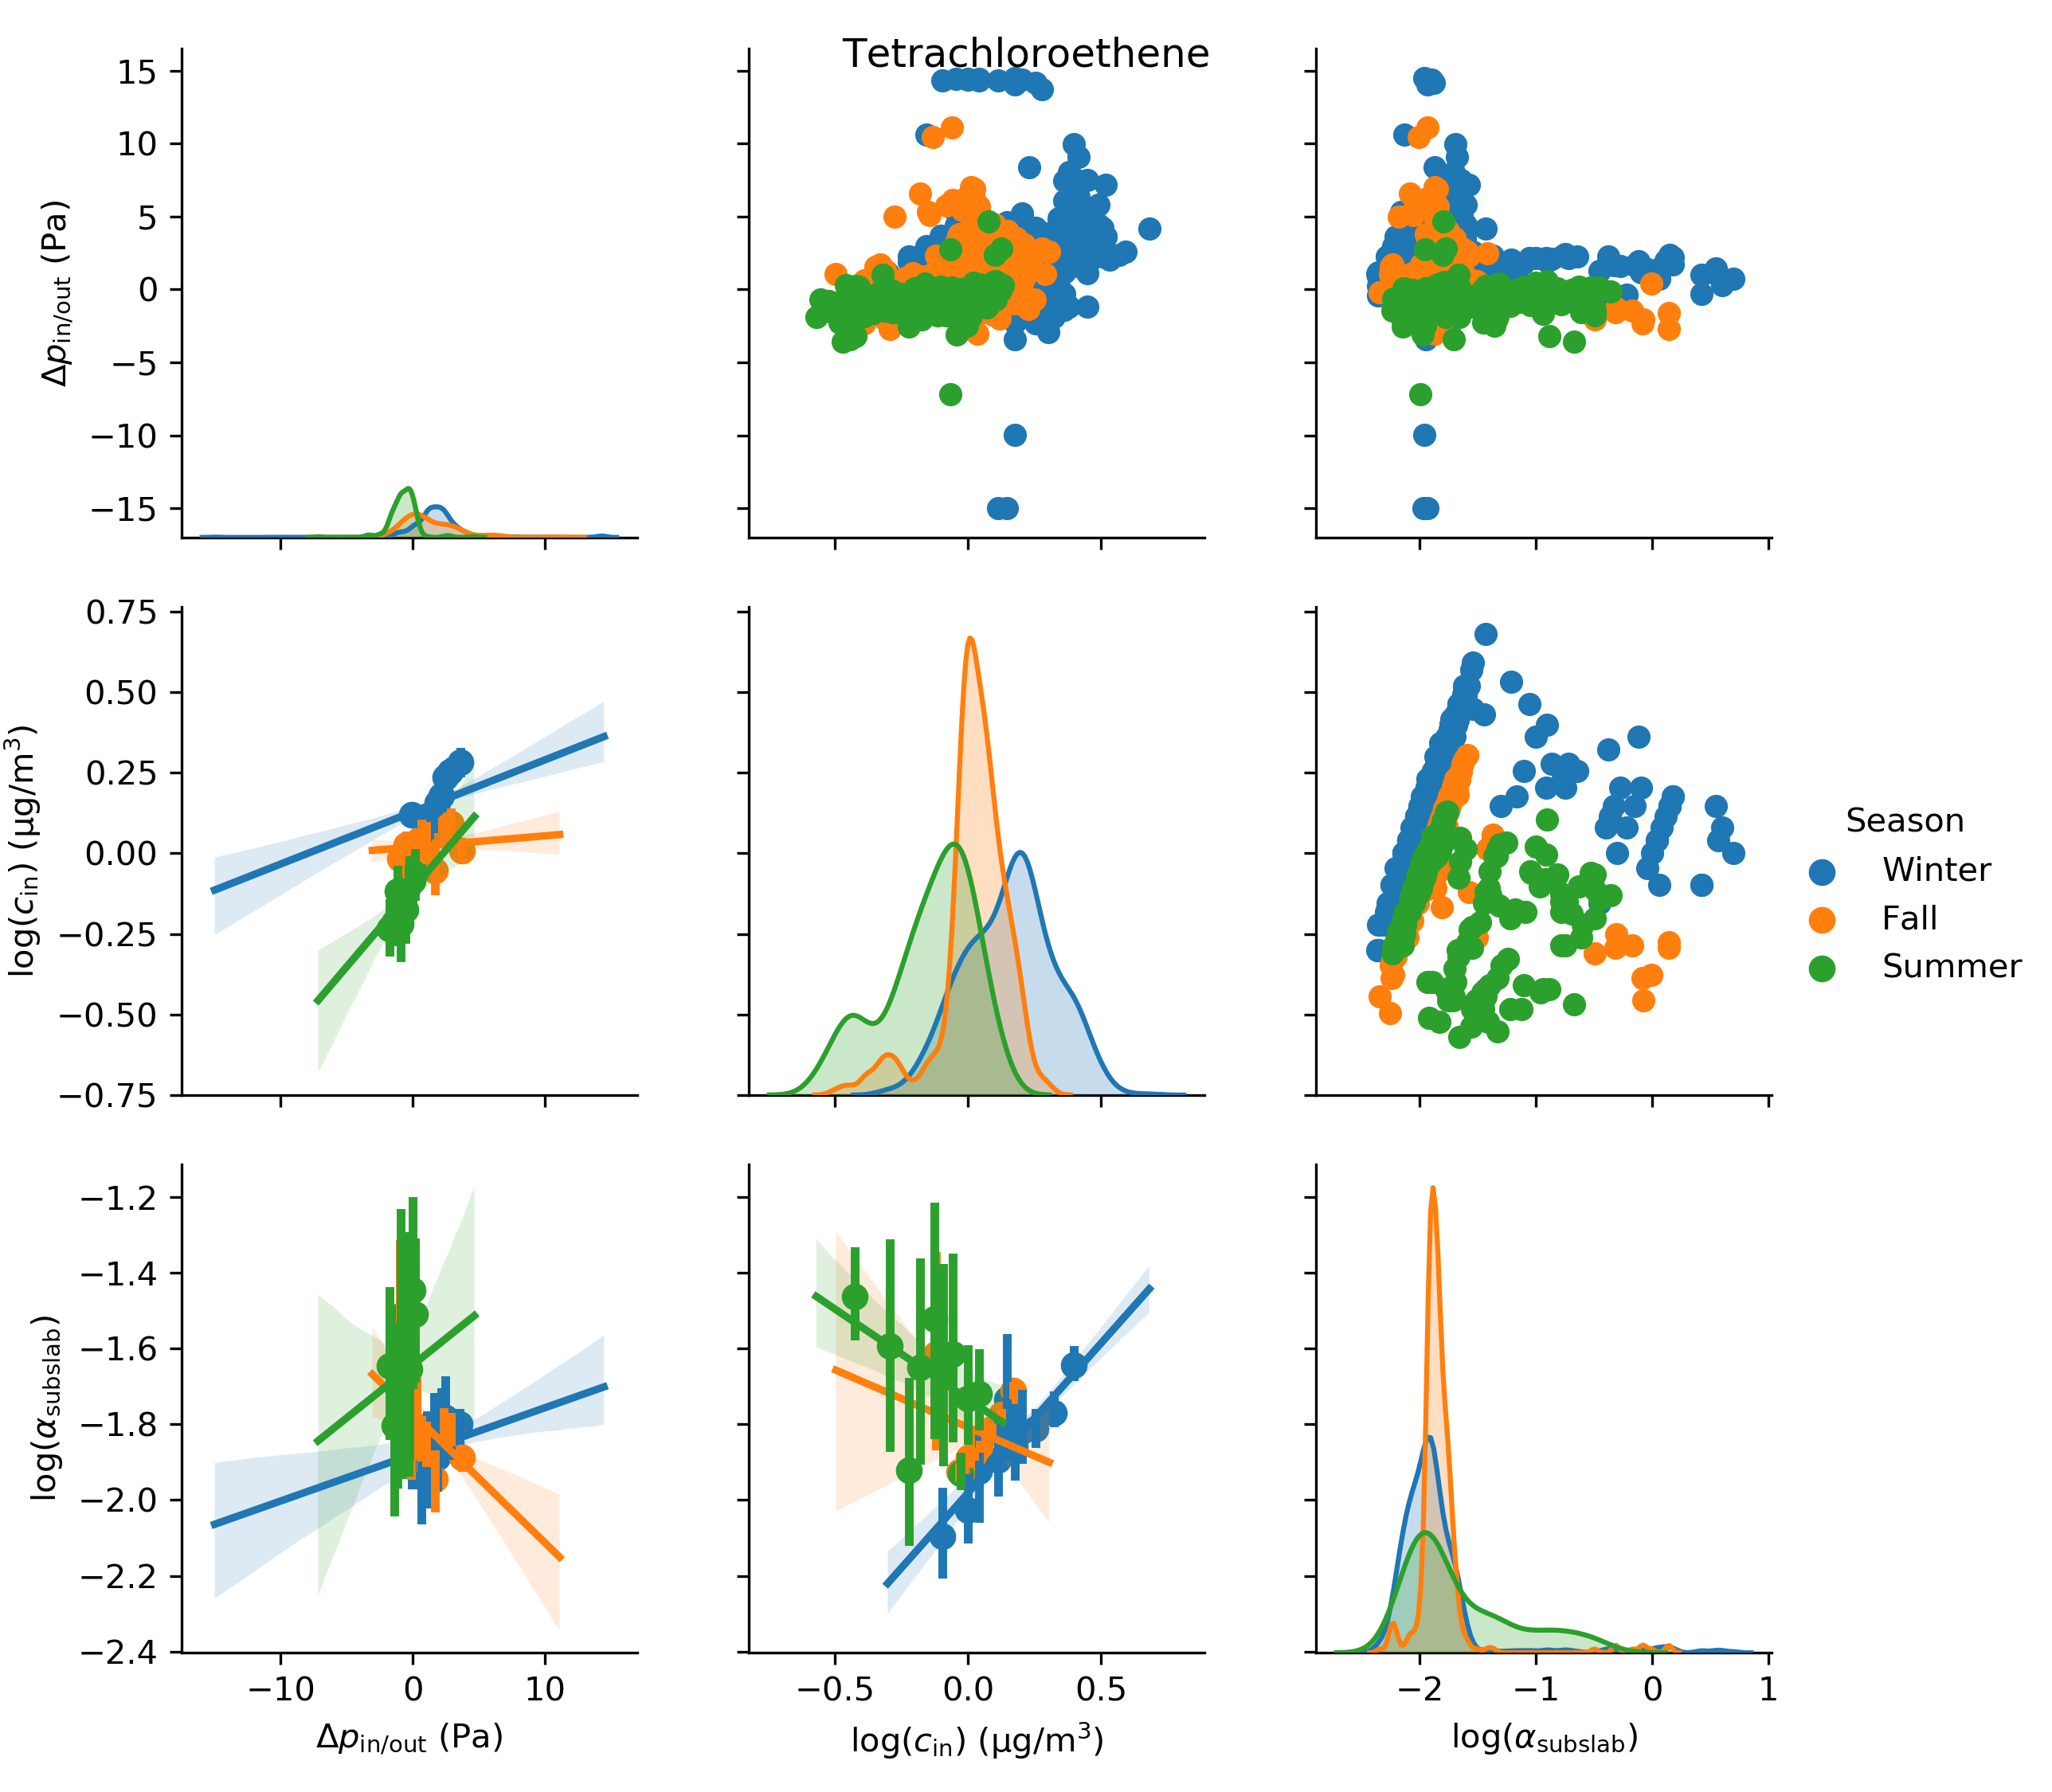 Tetrachloroethene
15
10
5
0
−5
−10
−15
Δp_in/out (Pa)
0.75
0.50
0.25
0.00
−0.25
−0.50
−0.75
log(c_in) (μg/m³)
Season
Winter
Fall
Summer
−1.2
−1.4
−1.6
−1.8
−2.0
−2.2
−2.4
log(α_subslab)
−10 0 10
−0.5 0.0 0.5
−2 −1 0 1
Δp_in/out (Pa)
log(c_in) (μg/m³)
log(α_subslab)